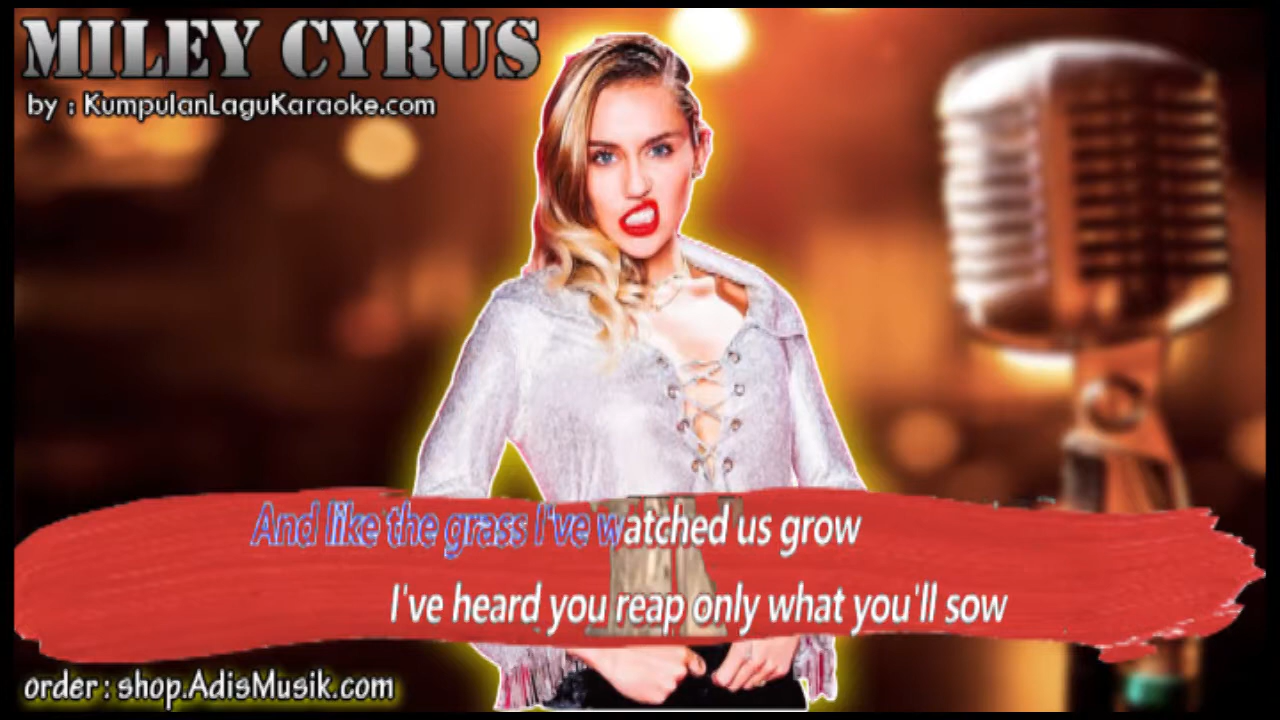 MILEY CYRUS
by : KumpulanLaguKaraoke.com
And like the grass I've watched us grow
I've heard you reap only what you'll sow
order : shop.AdisMusik.com